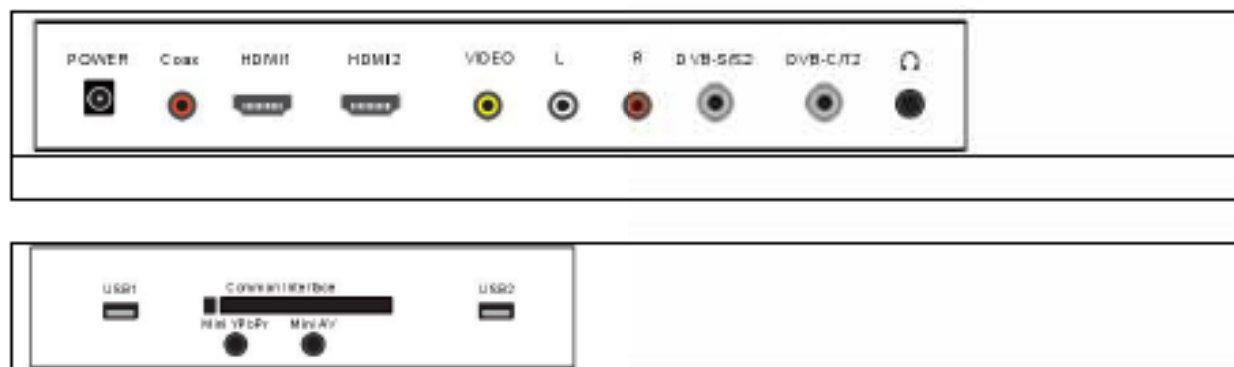 POWER Coax HDMI1 HDMI2 VIDEO L R DVB-S/S2 DVB-C/T2
USB1 Common Interface USB2
Mini YPbPr Mini AV